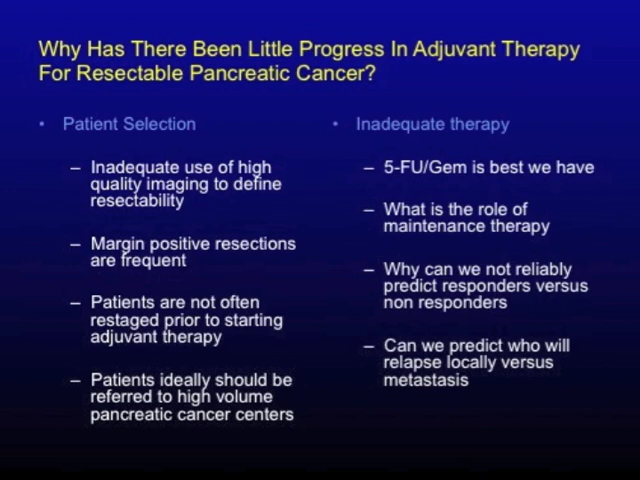 Why Has There Been Little Progress In Adjuvant Therapy
For Resectable Pancreatic Cancer?
• Patient Selection
– Inadequate use of high
quality imaging to define
resectability
– Margin positive resections
are frequent
– Patients are not often
restaged prior to starting
adjuvant therapy
– Patients ideally should be
referred to high volume
pancreatic cancer centers
• Inadequate therapy
– 5-FU/Gem is best we have
– What is the role of
maintenance therapy
– Why can we not reliably
predict responders versus
non responders
– Can we predict who will
relapse locally versus
metastasis